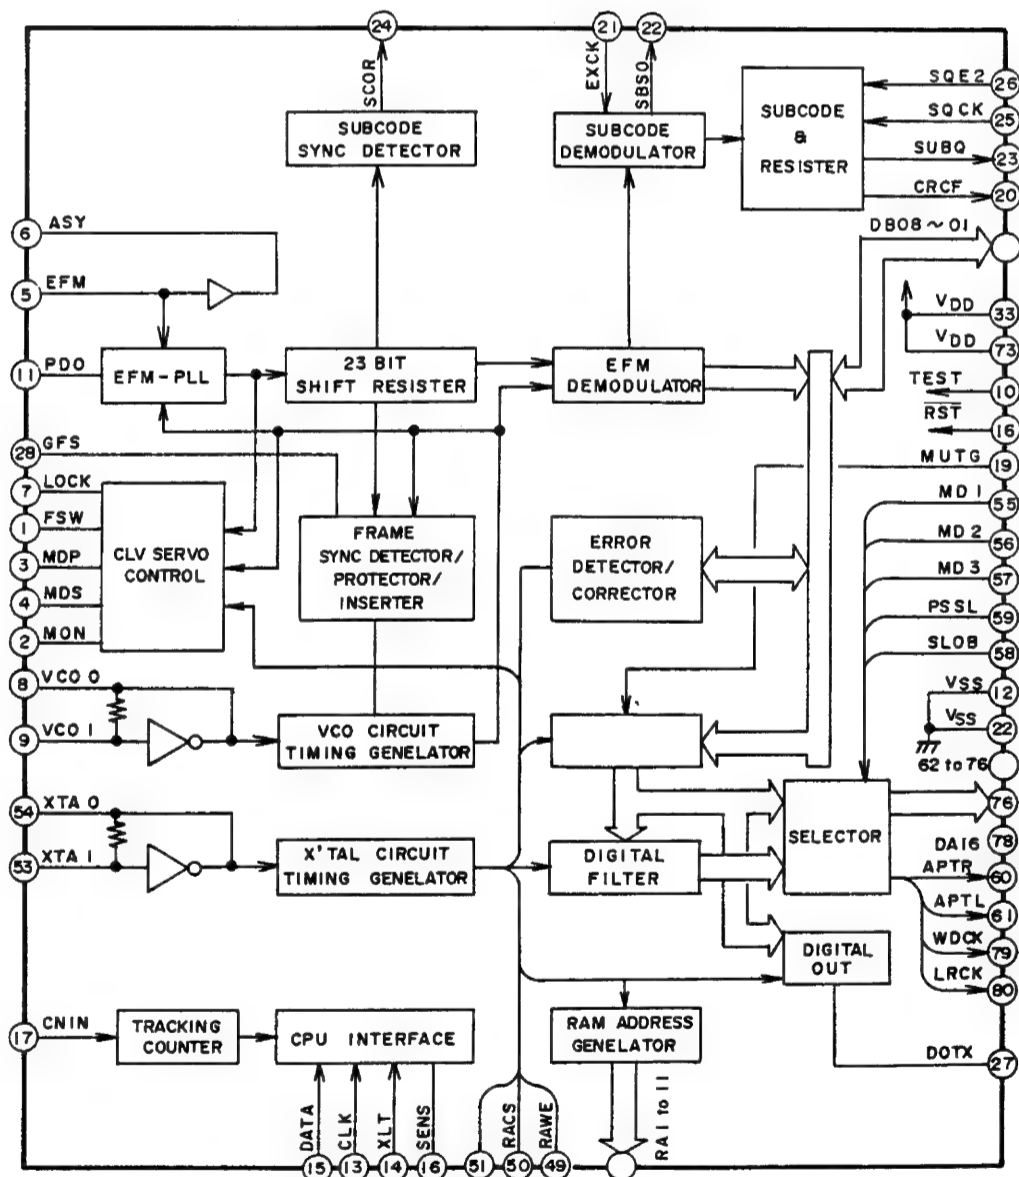 24
21
22
SCOR
EXCK
SBSO
SUBCODE
SYNC DETECTOR
SUBCODE
DEMODULATOR
SUBCODE
&
RESISTER
SQE2
26
SQCK
25
SUBQ
23
CRCF
20
DB08~01
6
ASY
5
EFM
11
PDO
EFM-PLL
23 BIT
SHIFT RESISTER
EFM
DEMODULATOR
VDD
33
VDD
73
TEST
10
RST
16
MUTG
19
28
GFS
7
LOCK
1
FSW
3
MDP
4
MDS
2
MON
CLV SERVO
CONTROL
FRAME
SYNC DETECTOR/
PROTECTOR/
INSERTER
ERROR
DETECTOR/
CORRECTOR
MD1
55
MD2
56
MD3
57
PSSL
59
SLOB
58
VSS
12
VSS
22
62 to 76
8
VCO 0
9
VCO 1
VCO CIRCUIT
TIMING GENELATOR
54
XTA 0
53
XTA 1
X'TAL CIRCUIT
TIMING GENELATOR
DIGITAL
FILTER
SELECTOR
76
78
DA16
APTR
60
APTL
61
WDCK
79
LRCK
80
DIGITAL
OUT
17
CNIN
TRACKING
COUNTER
CPU INTERFACE
RAM ADDRESS
GENELATOR
DOTX
27
DATA
CLK
XLT
SENS
RACS
RAWE
RA1 to 11
15
13
14
16
51
50
49